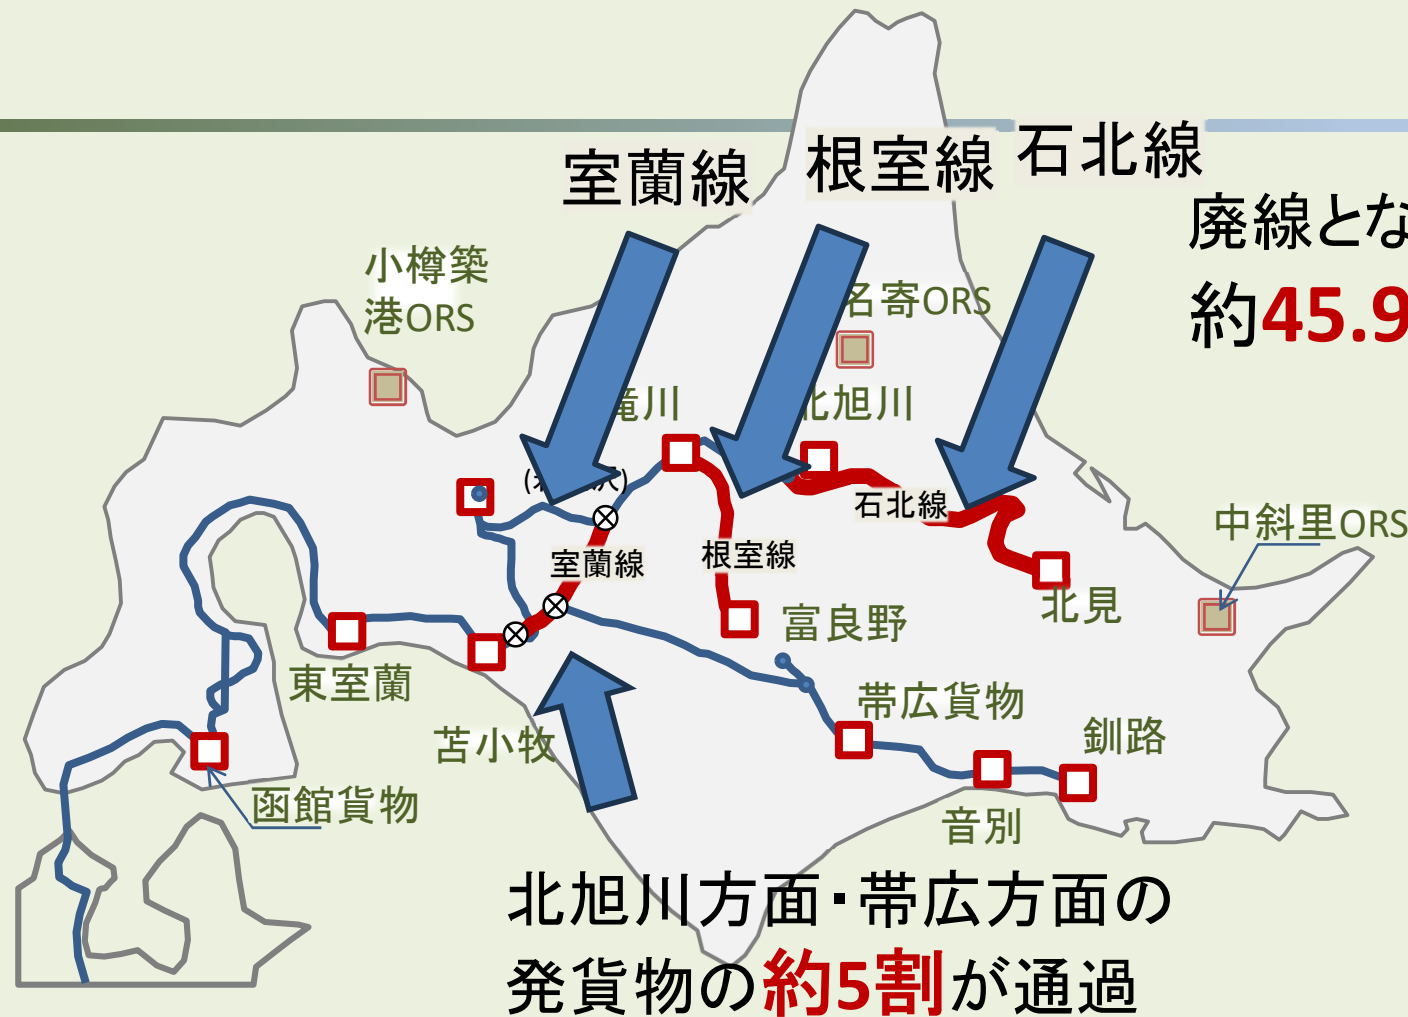 室蘭線
根室線
石北線
廃線とな
約45.9
小樽築
港ORS
名寄ORS
滝川
北旭川
石北線
中斜里ORS
室蘭線
根室線
北見
富良野
東室蘭
帯広貨物
釧路
苫小牧
函館貨物
音別
北旭川方面・帯広方面の
発貨物の約5割が通過